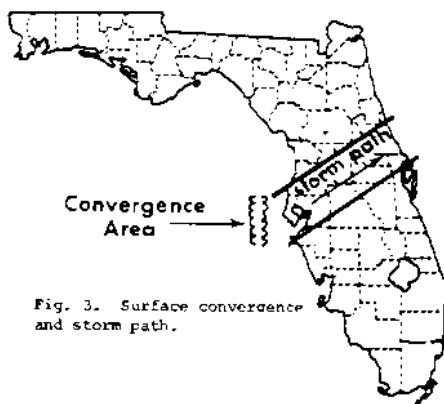 storm path
Convergence
Area
Fig. 3. Surface convergence
and storm path.